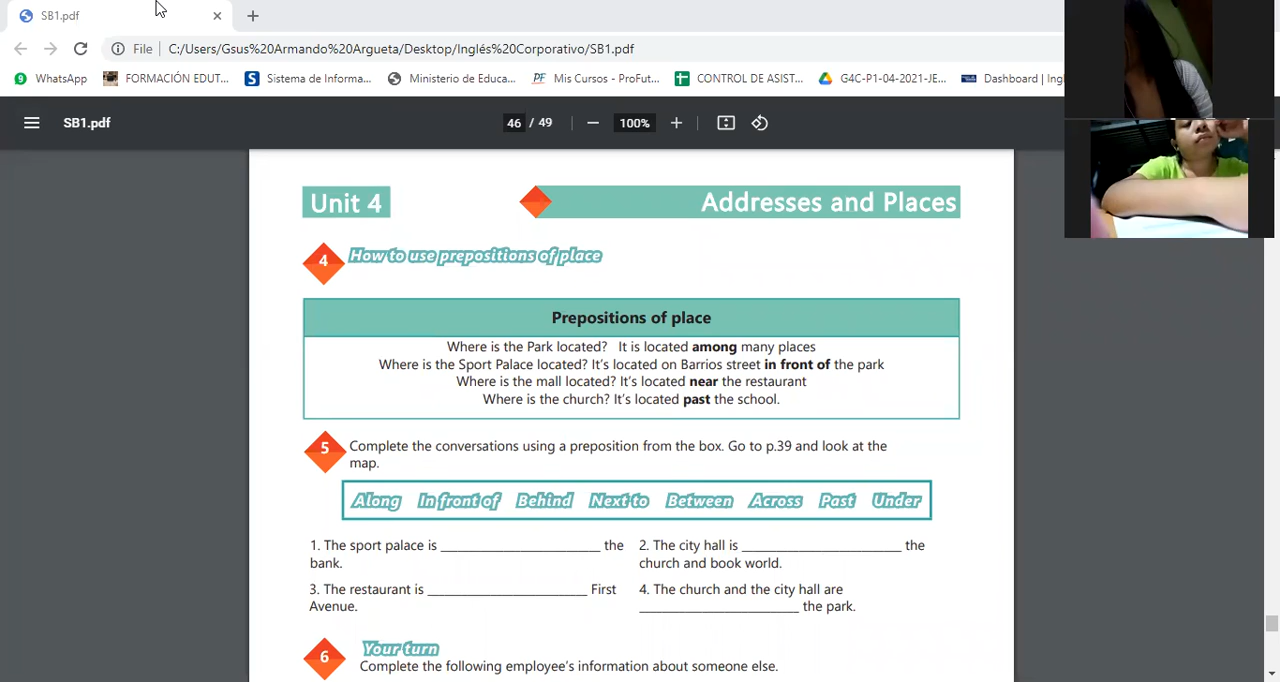 SB1.pdf
File C:/Users/Gsus%20Armando%20Argueta/Desktop/Inglés%20Corporativo/SB1.pdf
WhatsApp FORMACIÓN EDUT... Sistema de Informa... Ministerio de Educa... Mis Cursos - ProFut... CONTROL DE ASIST... G4C-P1-04-2021-JE... Dashboard | Ingl
SB1.pdf 46 / 49 100%
Unit 4 Addresses and Places
4 How to use prepositions of place
Prepositions of place
Where is the Park located? It is located among many places
Where is the Sport Palace located? It's located on Barrios street in front of the park
Where is the mall located? It's located near the restaurant
Where is the church? It's located past the school.
5 Complete the conversations using a preposition from the box. Go to p.39 and look at the
map.
Along In front of Behind Next to Between Across Past Under
1. The sport palace is ______________________ the
bank.
2. The city hall is ______________________ the
church and book world.
3. The restaurant is ______________________ First
Avenue.
4. The church and the city hall are
______________________ the park.
6 Your turn
Complete the following employee's information about someone else.